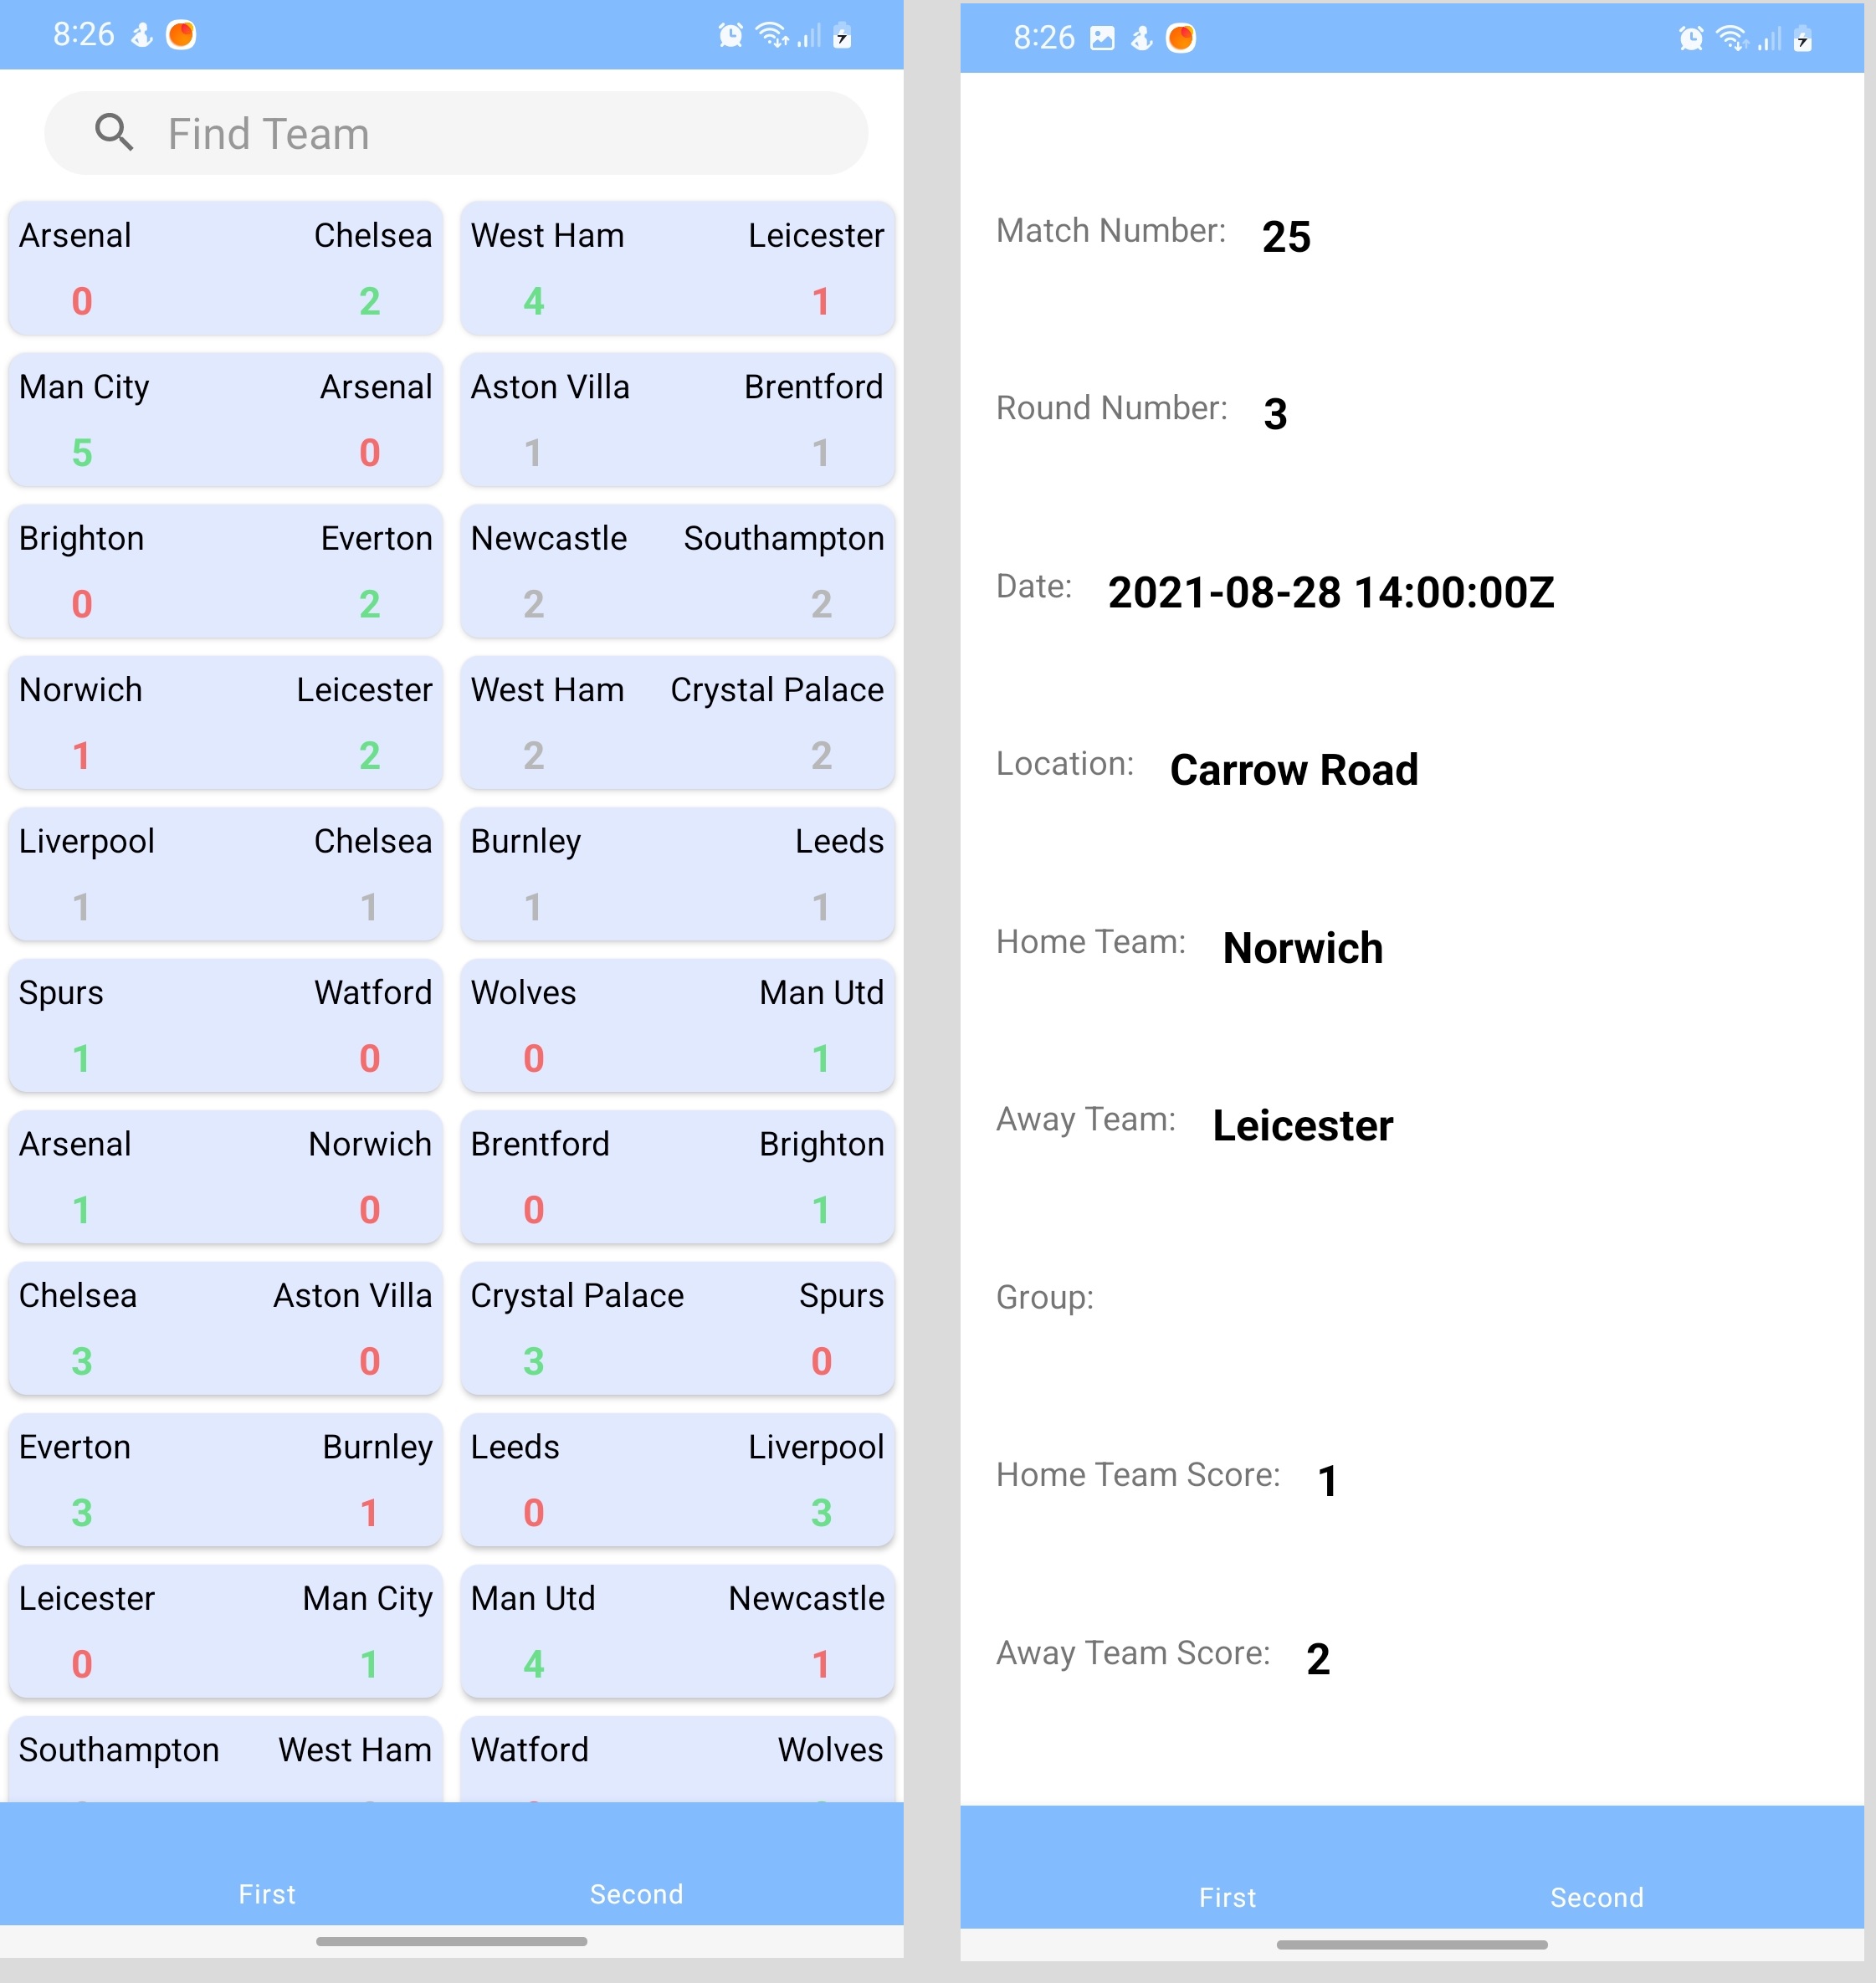 8:26
Find Team
Arsenal Chelsea
0 2
West Ham Leicester
4 1
Man City Arsenal
5 0
Aston Villa Brentford
1 1
Brighton Everton
0 2
Newcastle Southampton
2 2
Norwich Leicester
1 2
West Ham Crystal Palace
2 2
Liverpool Chelsea
1 1
Burnley Leeds
1 1
Spurs Watford
1 0
Wolves Man Utd
0 1
Arsenal Norwich
1 0
Brentford Brighton
0 1
Chelsea Aston Villa
3 0
Crystal Palace Spurs
3 0
Everton Burnley
3 1
Leeds Liverpool
0 3
Leicester Man City
0 1
Man Utd Newcastle
4 1
Southampton West Ham
Watford Wolves
First Second
8:26
Match Number: 25
Round Number: 3
Date: 2021-08-28 14:00:00Z
Location: Carrow Road
Home Team: Norwich
Away Team: Leicester
Group:
Home Team Score: 1
Away Team Score: 2
First Second